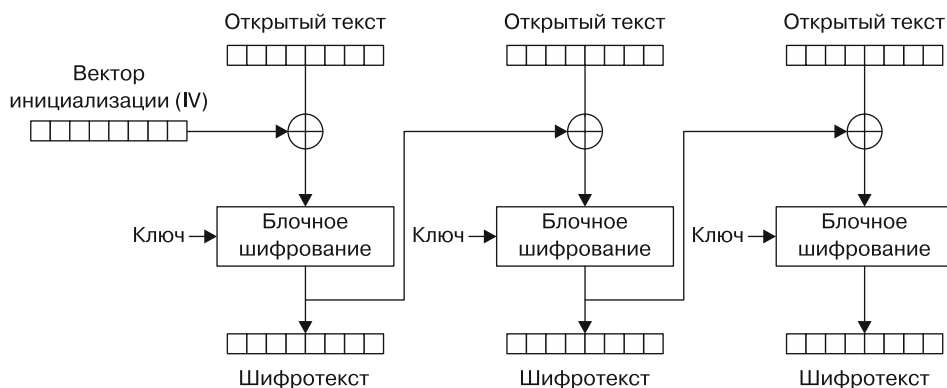 Открытый текст
Открытый текст
Открытый текст
Вектор
инициализации (IV)
Ключ
Блочное
шифрование
Ключ
Блочное
шифрование
Ключ
Блочное
шифрование
Шифротекст
Шифротекст
Шифротекст